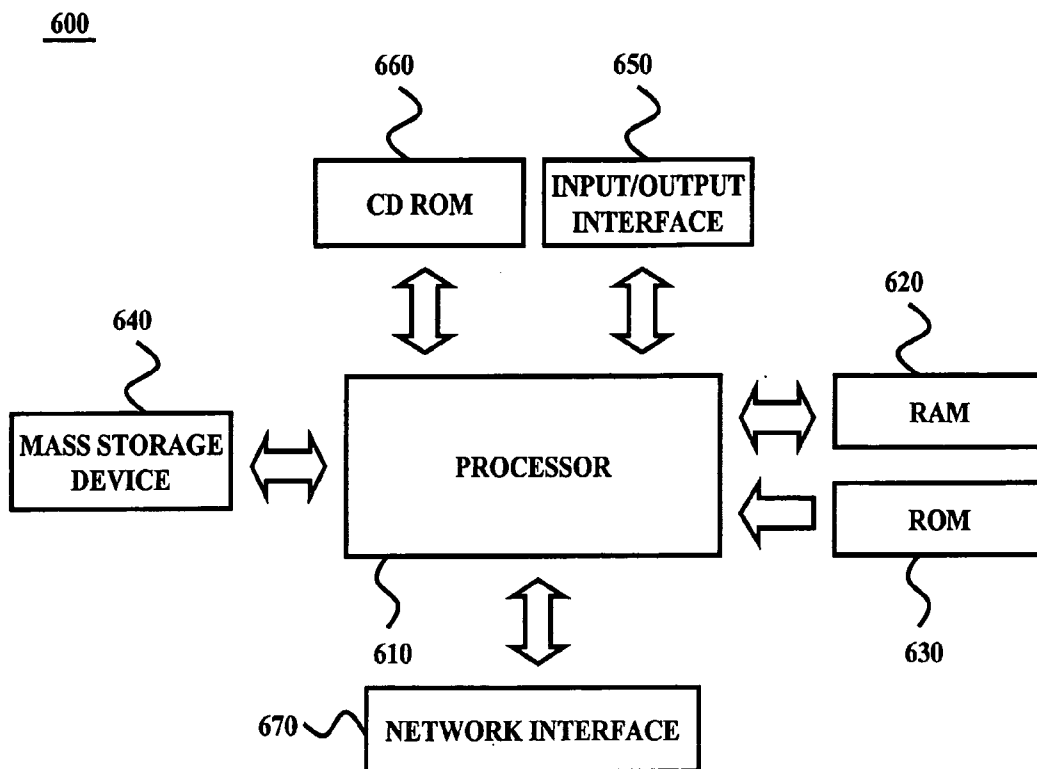 600
660
650
CD ROM
INPUT/OUTPUT
INTERFACE
640
620
MASS STORAGE
DEVICE
PROCESSOR
RAM
ROM
610
630
670
NETWORK INTERFACE